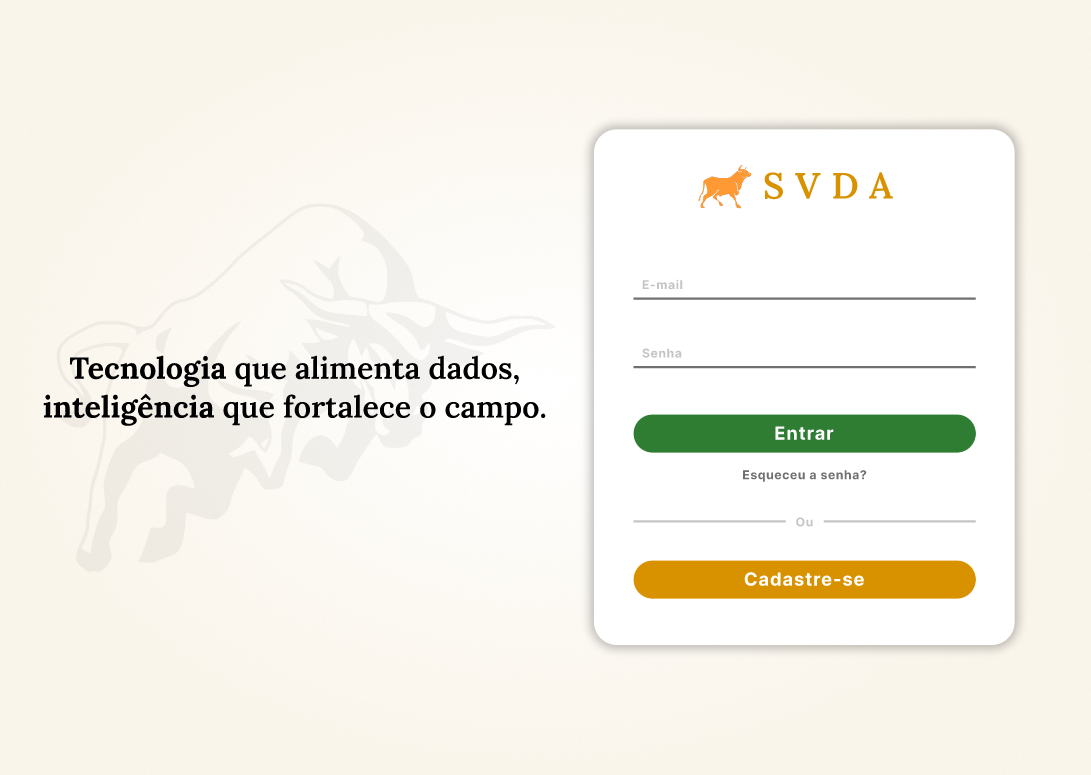 Tecnologia que alimenta dados,
inteligência que fortalece o campo.
SVDA
E-mail
Senha
Entrar
Esqueceu a senha?
Ou
Cadastre-se